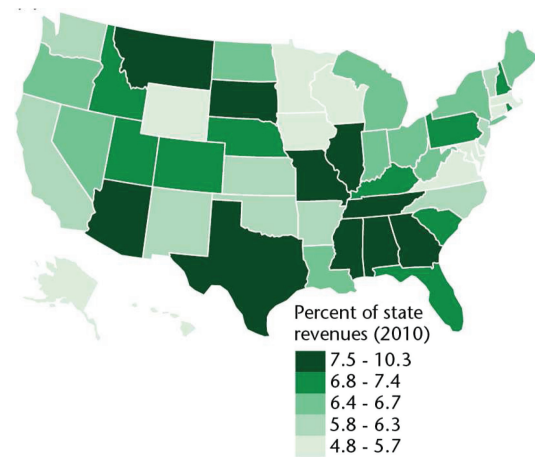 Percent of state
revenues (2010)
7.5 - 10.3
6.8 - 7.4
6.4 - 6.7
5.8 - 6.3
4.8 - 5.7